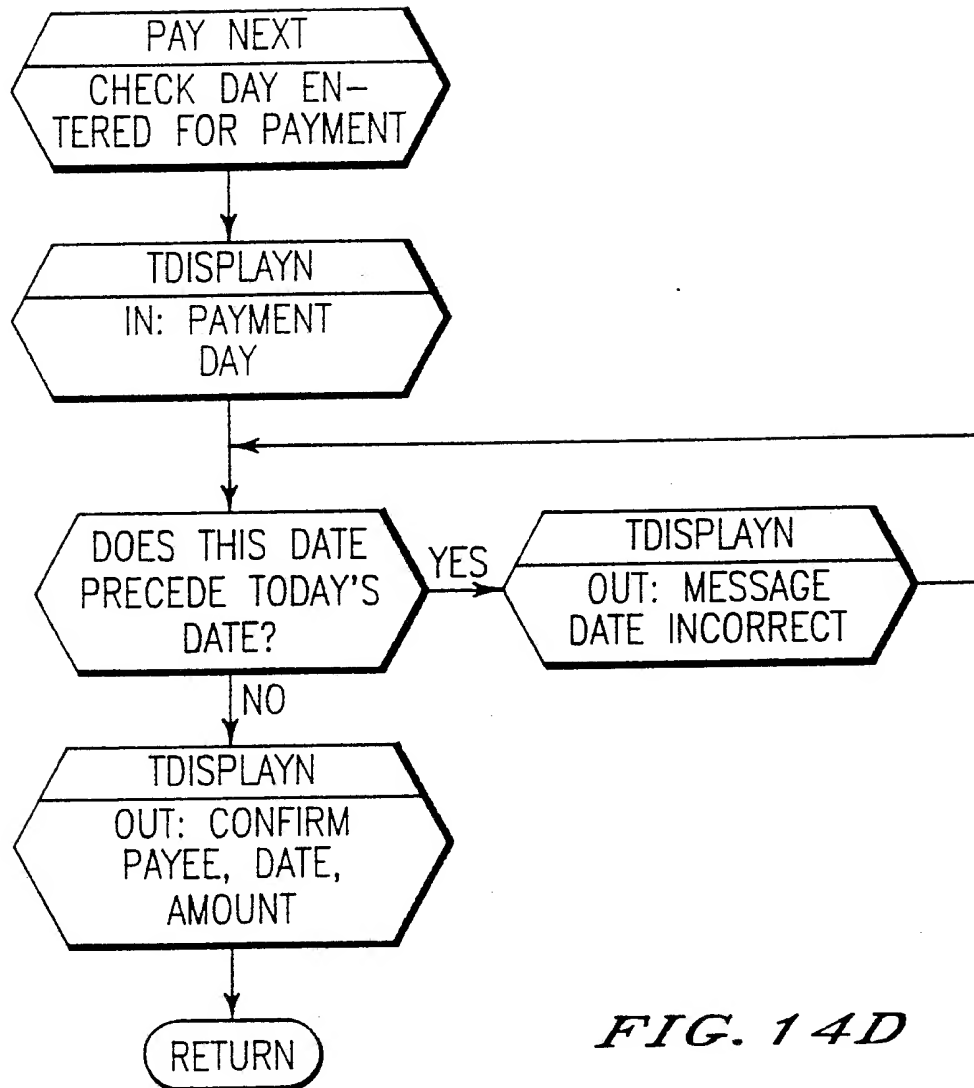 PAY NEXT
CHECK DAY EN-
TERED FOR PAYMENT
TDISPLAYN
IN: PAYMENT
DAY
DOES THIS DATE
PRECEDE TODAY'S
DATE?
YES
TDISPLAYN
OUT: MESSAGE
DATE INCORRECT
NO
TDISPLAYN
OUT: CONFIRM
PAYEE, DATE,
AMOUNT
RETURN
FIG. 14D